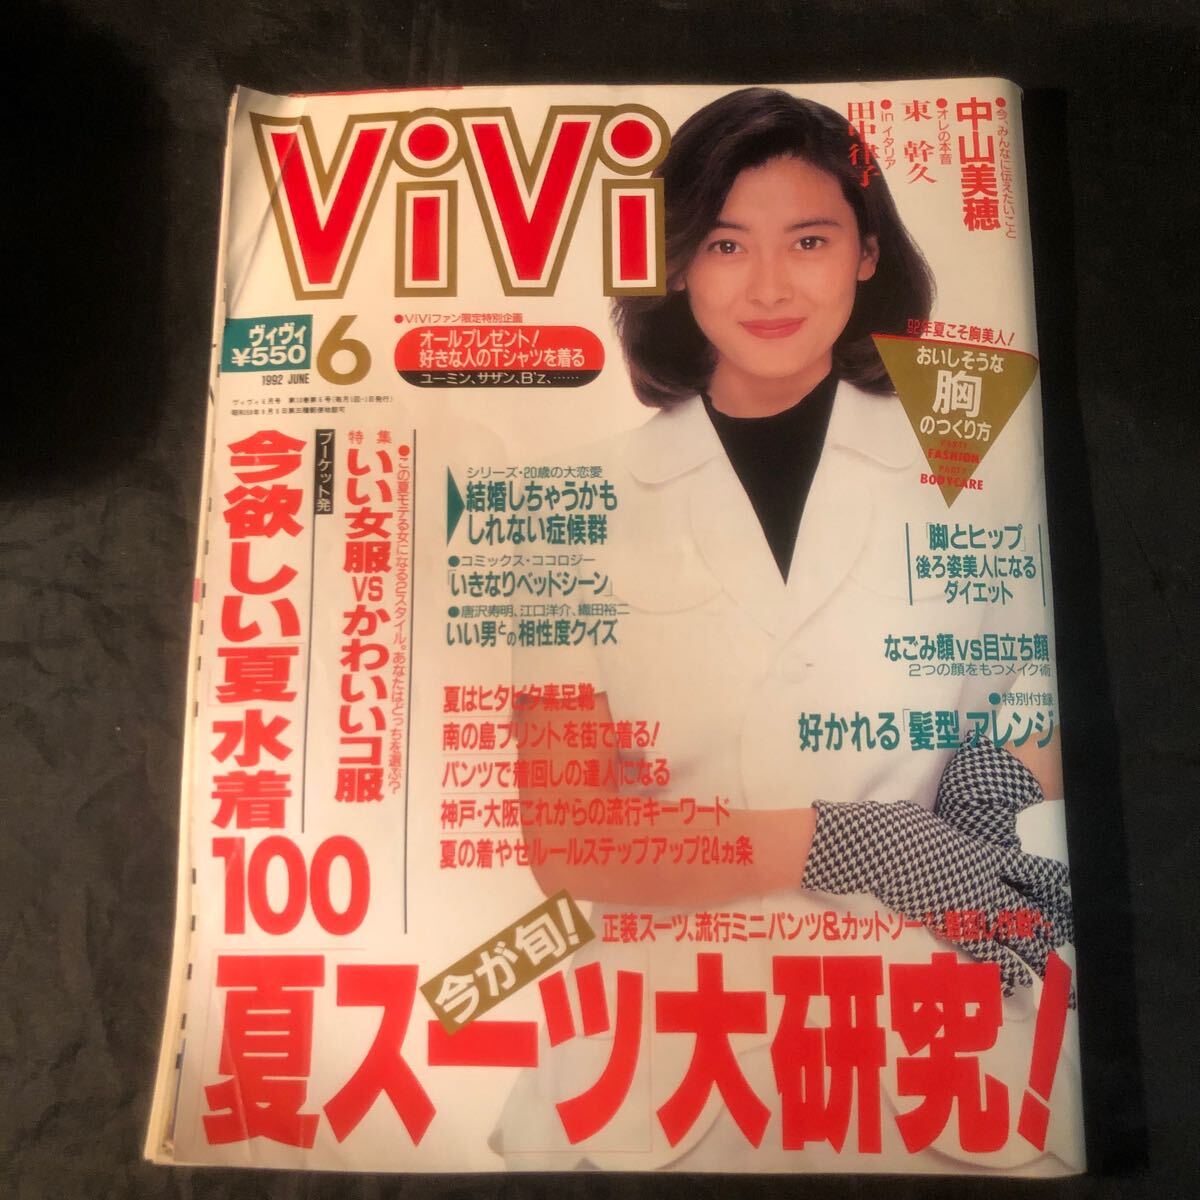 ViVi
ヴィヴィ
¥550
1992 JUNE
6
●今、みんなに伝えたいこと
中山美穂
●オレの本音
東 幹久
●in イタリア
田中律子
●ViViファン限定特別企画
オールプレゼント!
好きな人のTシャツを着る
ユーミン、サザン、B'z、……
92年夏こそ胸美人!
おいしそうな
胸
のつくり方
PARTI
FASHION
BODYCARE
特集
●この夏モテる女になる2スタイル。あなたはどっちを選ぶ?
いい女服VSかわいいコ服
プーケット発
今欲しい「夏」水着
100
シリーズ・20歳の大恋愛
結婚しちゃうかも
しれない症候群
●コミックス・ココロジー
「いきなりベッドシーン」
●唐沢寿明、江口洋介、織田裕二
いい男との相性度クイズ
「脚とヒップ」
後ろ姿美人になる
ダイエット
なごみ顔VS目立ち顔
2つの顔をもつメイク術
●特別付録
好かれる「髪型」アレンジ
夏はヒタヒタ素足靴
南の島プリントを街で着る!
パンツで着回しの達人になる
神戸・大阪これからの流行キーワード
夏の着やせルールステップアップ24ヵ条
正装スーツ、流行ミニパンツ&カットソー
今が旬!
「夏スーツ」大研究!